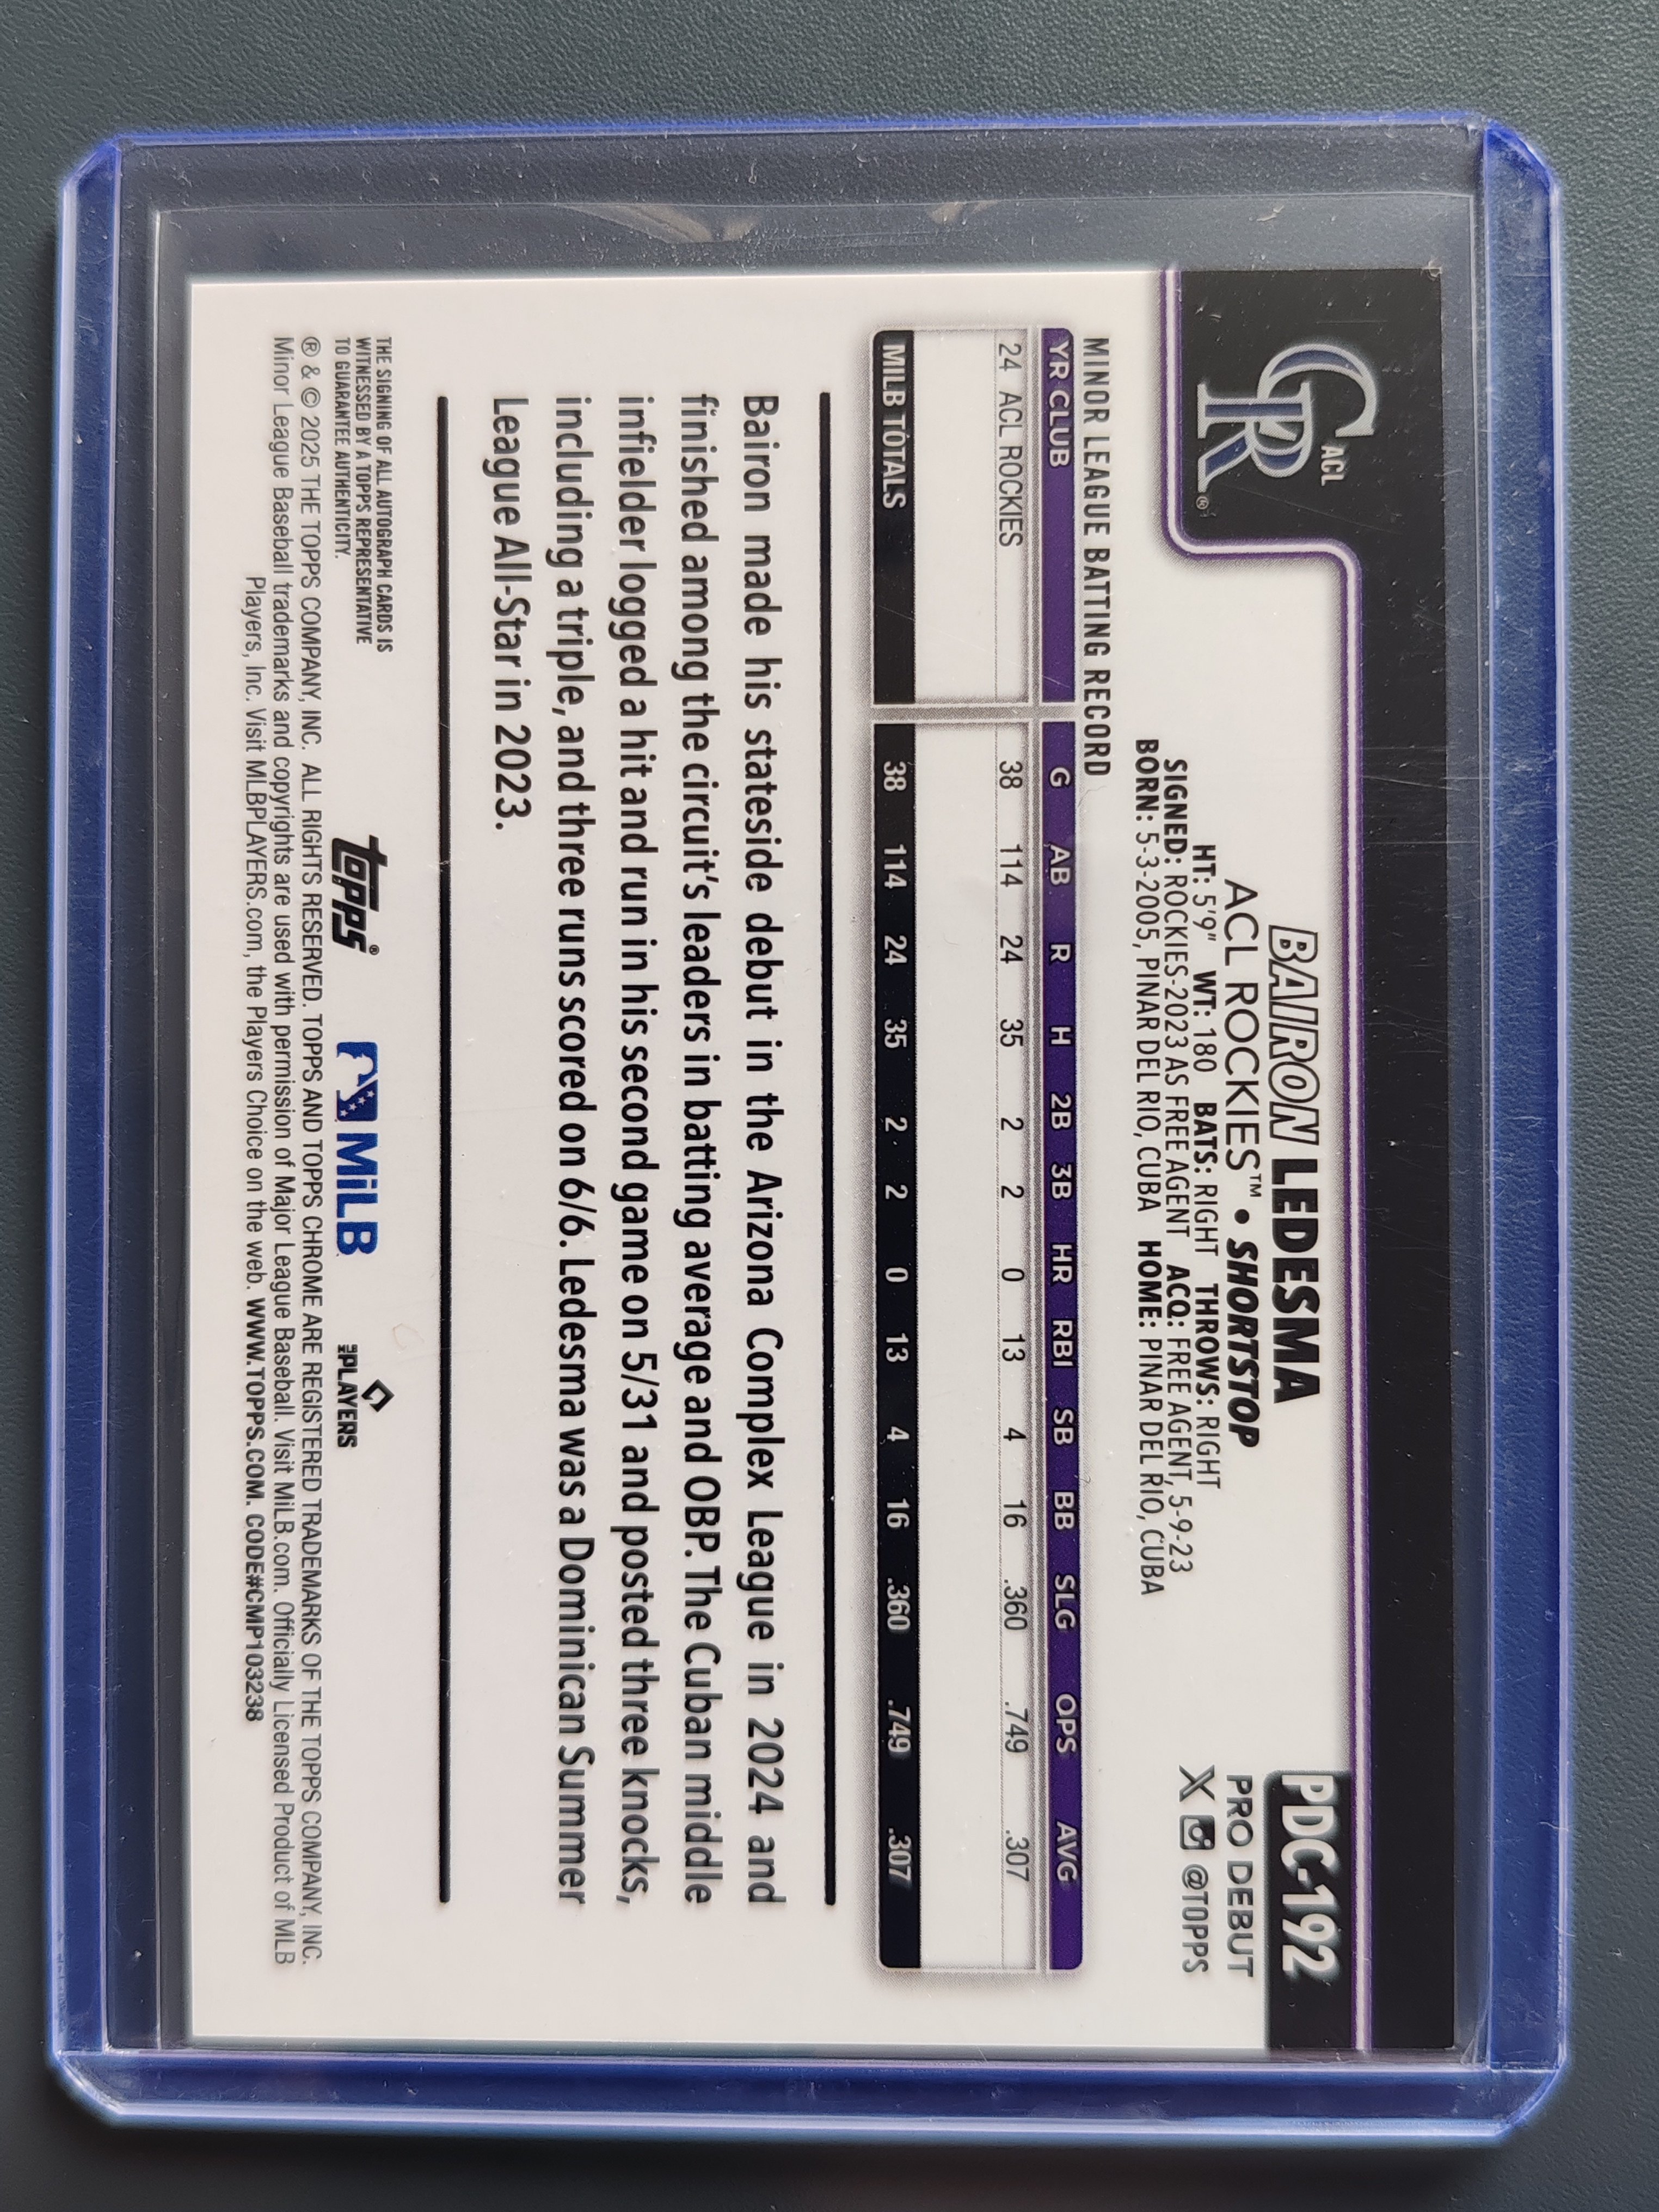 ACL
CR®
PDC-192
PRO DEBUT
X @TOPPS
BAIRON LEDESMA
ACL ROCKIES™ • SHORTSTOP
HT: 5'9" WT: 180 BATS: RIGHT THROWS: RIGHT
SIGNED: ROCKIES-2023 AS FREE AGENT ACQ: FREE AGENT, 5-9-23
BORN: 5-3-2005, PINAR DEL RIO, CUBA HOME: PINAR DEL RIO, CUBA
MINOR LEAGUE BATTING RECORD
YR CLUB G AB R H 2B 3B HR RBI SB BB SLG OPS AVG
24 ACL ROCKIES 38 114 24 35 2 2 0 13 4 16 .360 .749 .307
MiLB TOTALS 38 114 24 35 2 2 0 13 4 16 .360 .749 .307
Bairon made his stateside debut in the Arizona Complex League in 2024 and
finished among the circuit's leaders in batting average and OBP. The Cuban middle
infielder logged a hit and run in his second game on 5/31 and posted three knocks,
including a triple, and three runs scored on 6/6. Ledesma was a Dominican Summer
League All-Star in 2023.
THE SIGNING OF ALL AUTOGRAPH CARDS IS
WITNESSED BY A TOPPS REPRESENTATIVE
TO GUARANTEE AUTHENTICITY.
topps®
MiLB
PLAYERS
® & © 2025 THE TOPPS COMPANY, INC. ALL RIGHTS RESERVED. TOPPS AND TOPPS CHROME ARE REGISTERED TRADEMARKS OF THE TOPPS COMPANY, INC.
Minor League Baseball trademarks and copyrights are used with permission of Major League Baseball. Visit MiLB.com. Officially Licensed Product of MLB
Players, Inc. Visit MLBPLAYERS.com, the Players Choice on the web. WWW.TOPPS.COM. CODE#CMP103238